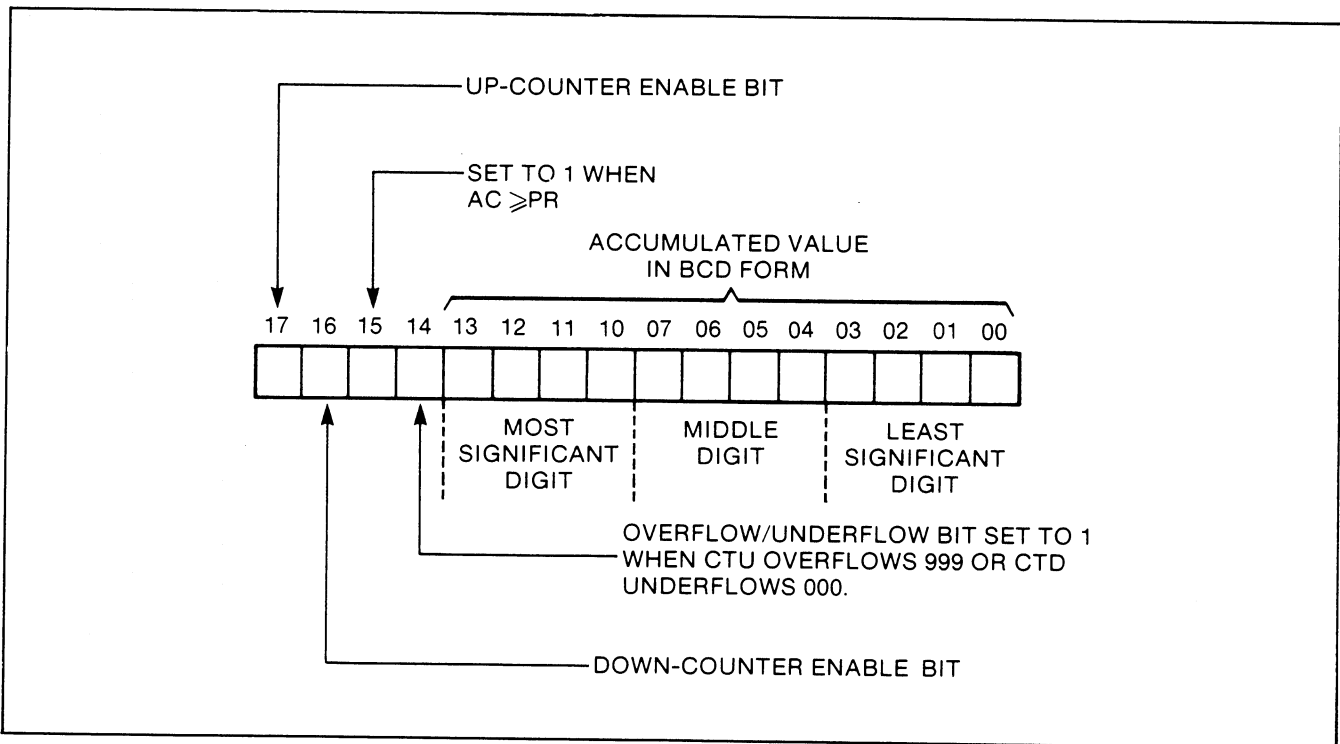 UP-COUNTER ENABLE BIT
SET TO 1 WHEN
AC ⩾PR
ACCUMULATED VALUE
IN BCD FORM
17 16 15 14 13 12 11 10 07 06 05 04 03 02 01 00
MOST
SIGNIFICANT
DIGIT
MIDDLE
DIGIT
LEAST
SIGNIFICANT
DIGIT
OVERFLOW/UNDERFLOW BIT SET TO 1
WHEN CTU OVERFLOWS 999 OR CTD
UNDERFLOWS 000.
DOWN-COUNTER ENABLE BIT